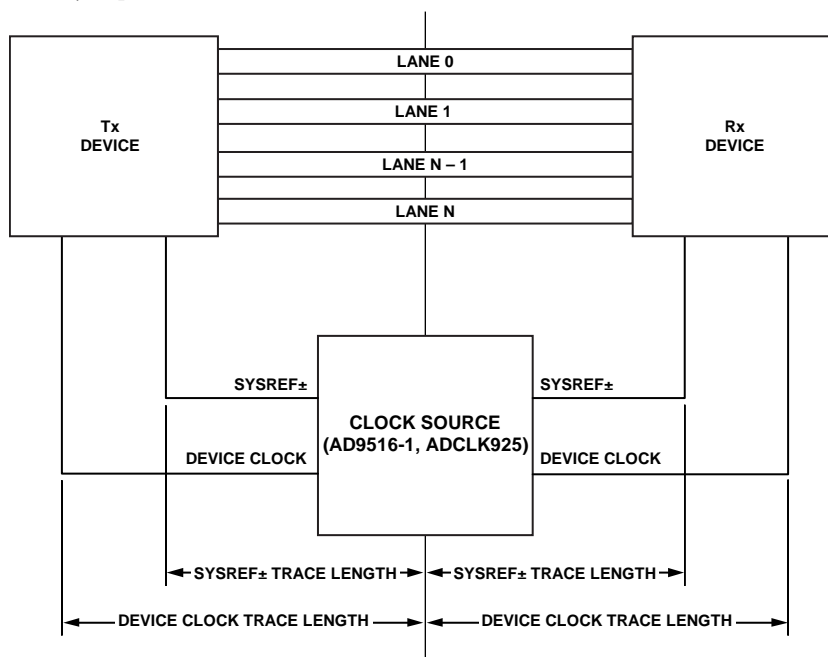 LANE 0
LANE 1
LANE N – 1
LANE N
Tx
DEVICE
Rx
DEVICE
SYSREF±
SYSREF±
CLOCK SOURCE
(AD9516-1, ADCLK925)
DEVICE CLOCK
DEVICE CLOCK
SYSREF± TRACE LENGTH
SYSREF± TRACE LENGTH
DEVICE CLOCK TRACE LENGTH
DEVICE CLOCK TRACE LENGTH